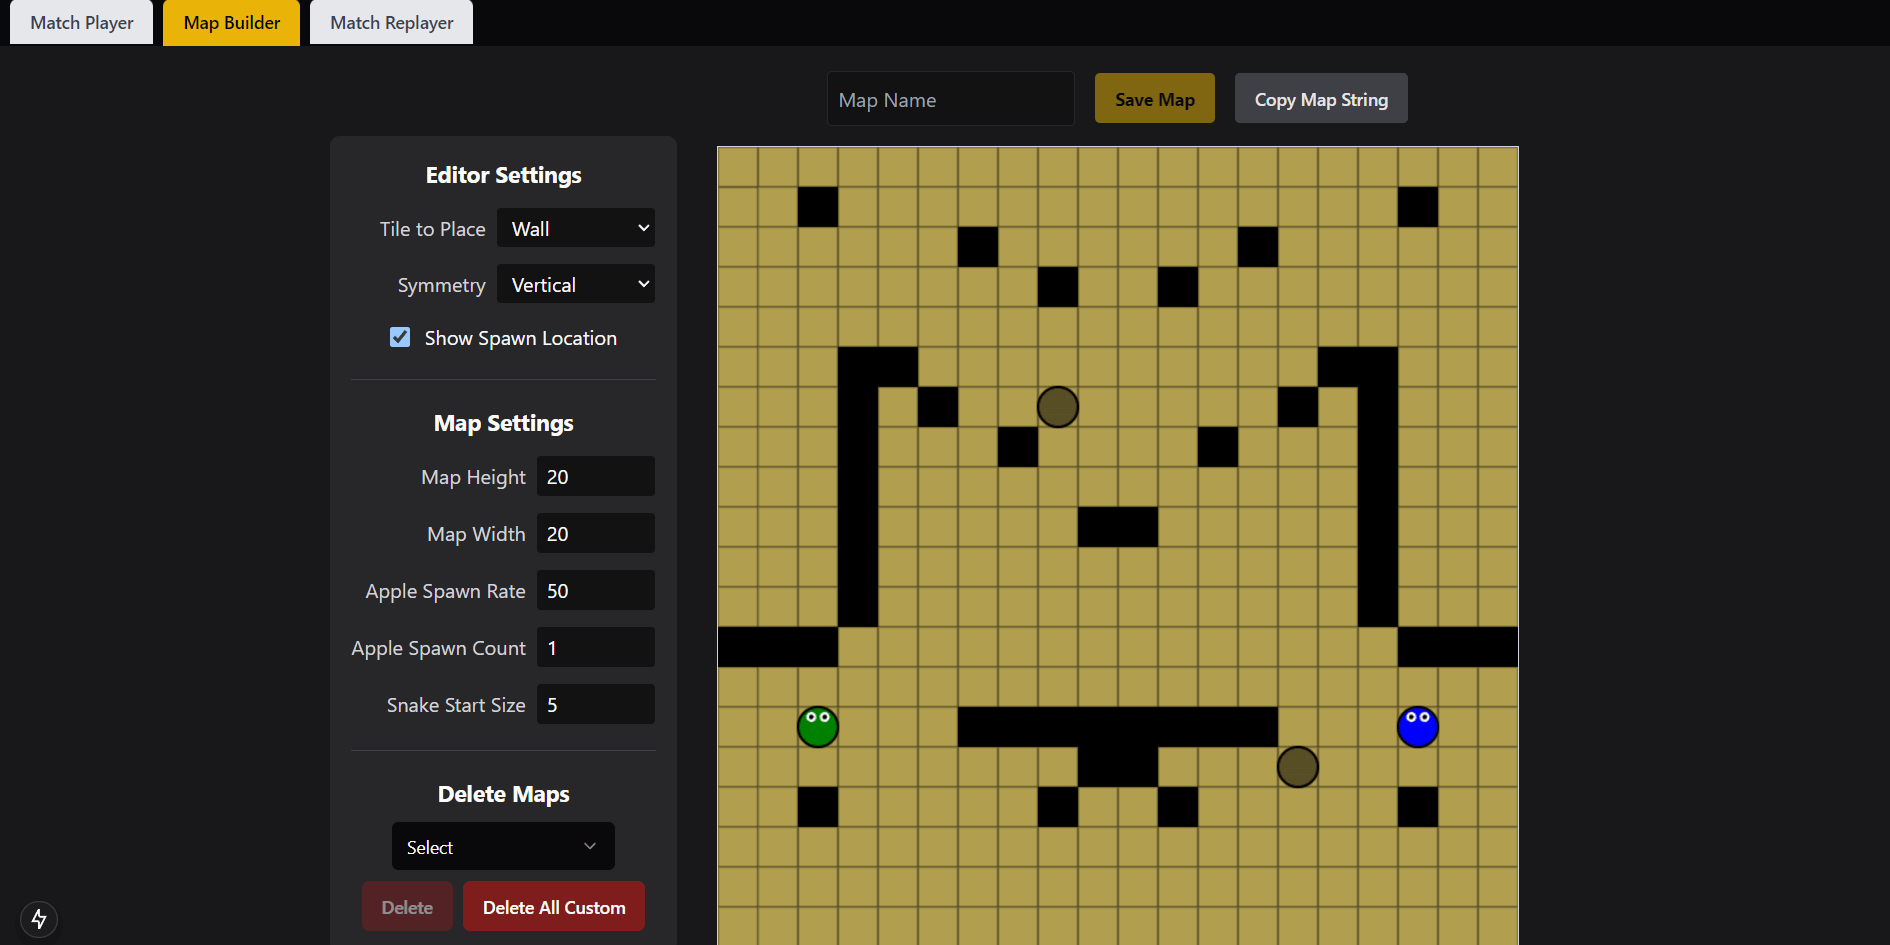 Match Player
Map Builder
Match Replayer
Map Name
Save Map
Copy Map String
Editor Settings
Tile to Place
Wall
Symmetry
Vertical
Show Spawn Location
Map Settings
Map Height
20
Map Width
20
Apple Spawn Rate
50
Apple Spawn Count
1
Snake Start Size
5
Delete Maps
Select
Delete
Delete All Custom